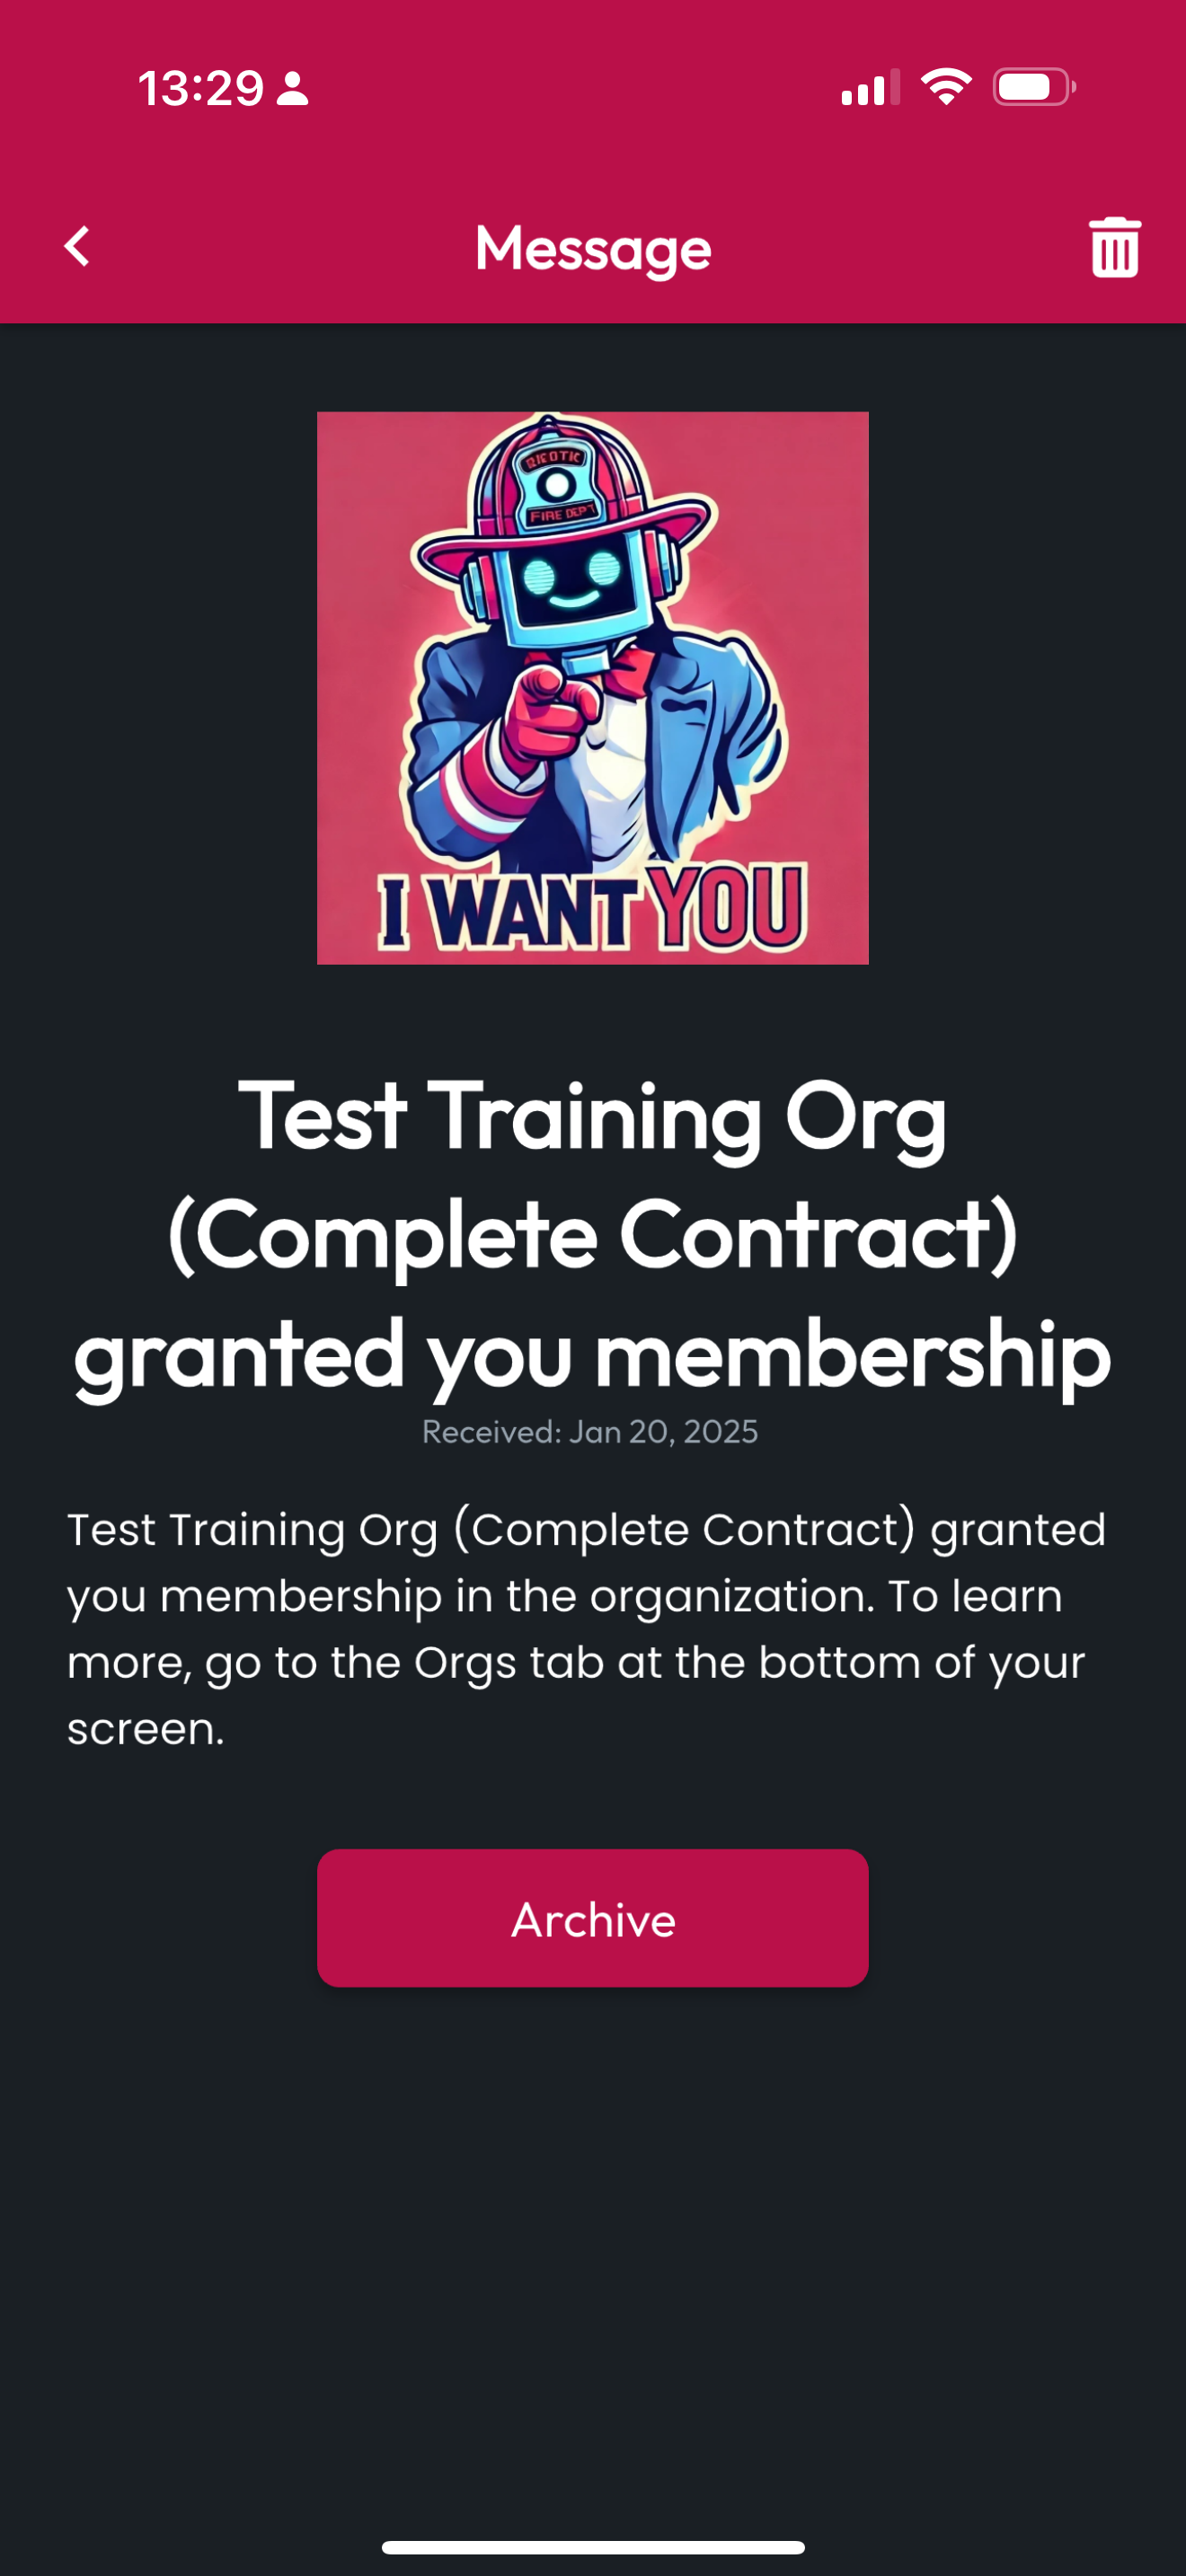 13:29
Message
FIRE DEPT
I WANT YOU
Test Training Org
(Complete Contract)
granted you membership
Received: Jan 20, 2025
Test Training Org (Complete Contract) granted
you membership in the organization. To learn
more, go to the Orgs tab at the bottom of your
screen.
Archive